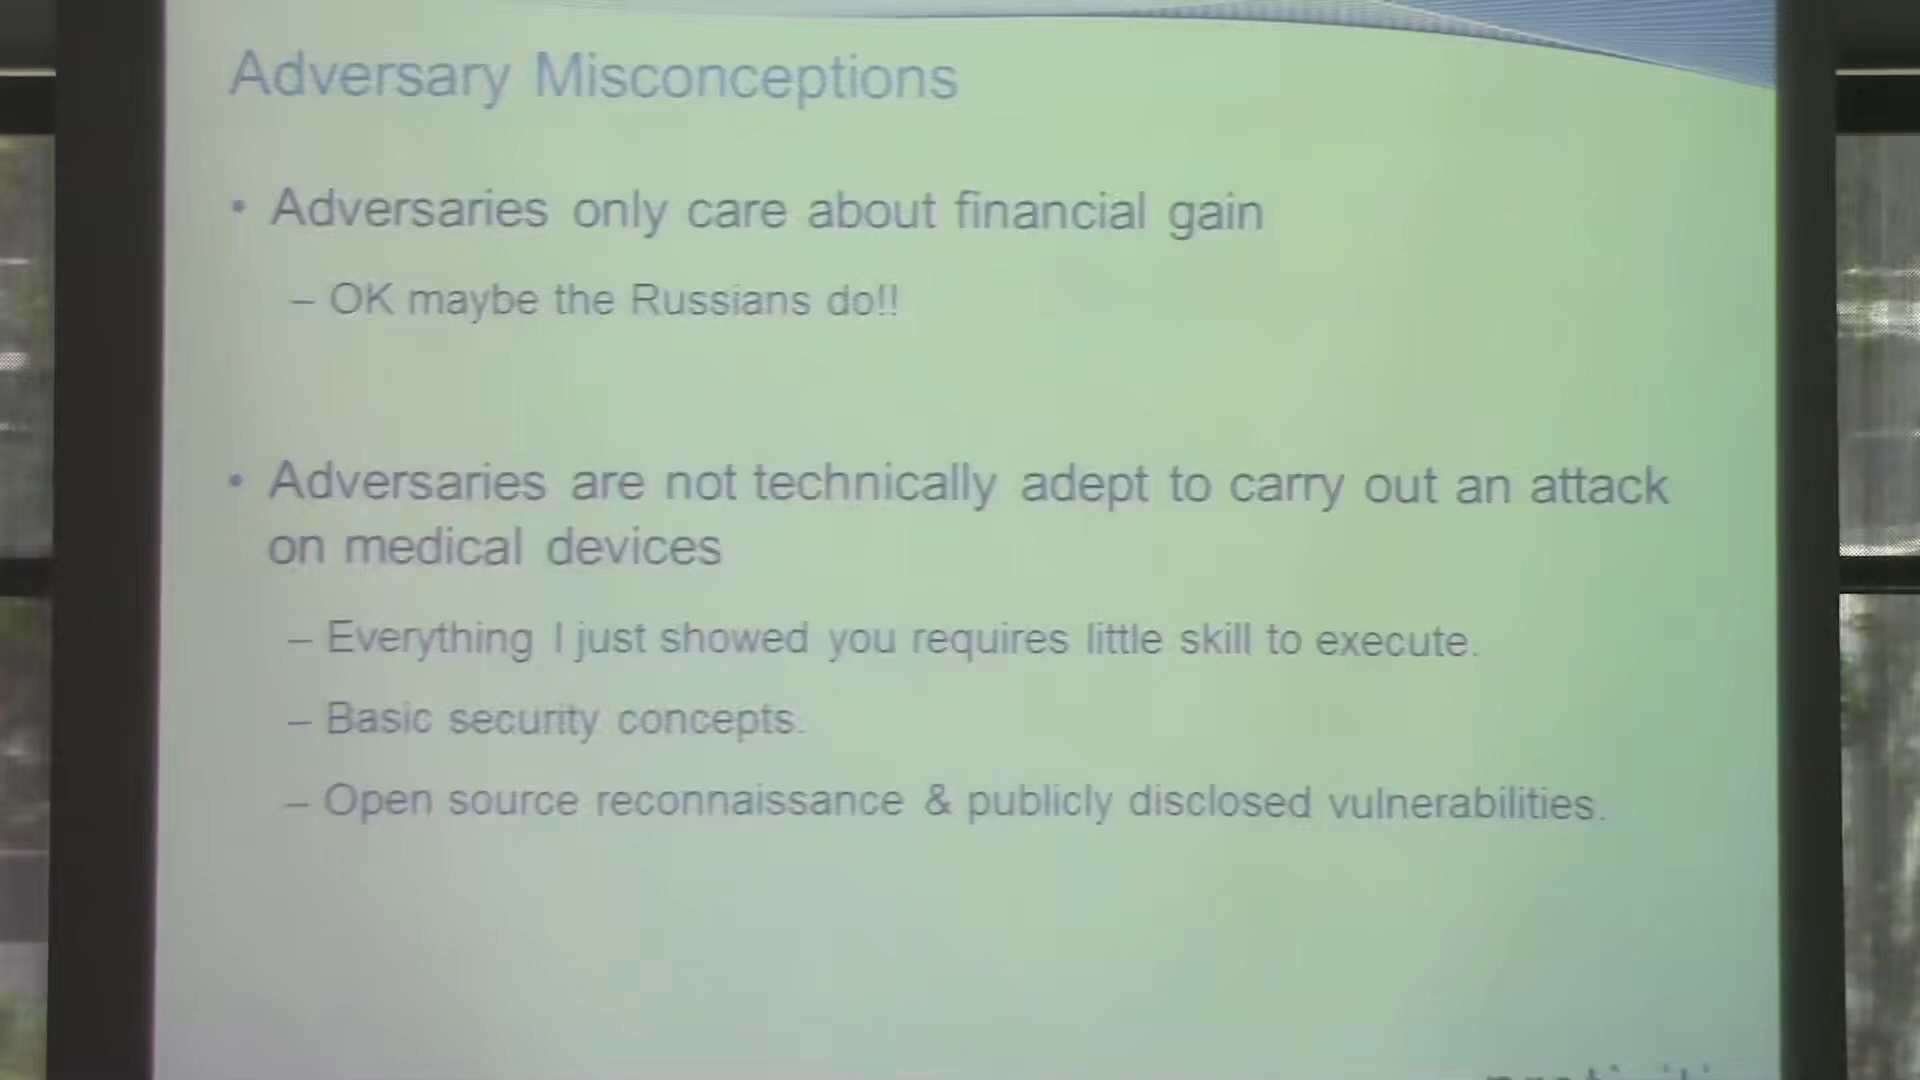 Adversary Misconceptions
• Adversaries only care about financial gain
– OK maybe the Russians do!!
• Adversaries are not technically adept to carry out an attack
on medical devices
– Everything I just showed you requires little skill to execute.
– Basic security concepts.
– Open source reconnaissance & publicly disclosed vulnerabilities.